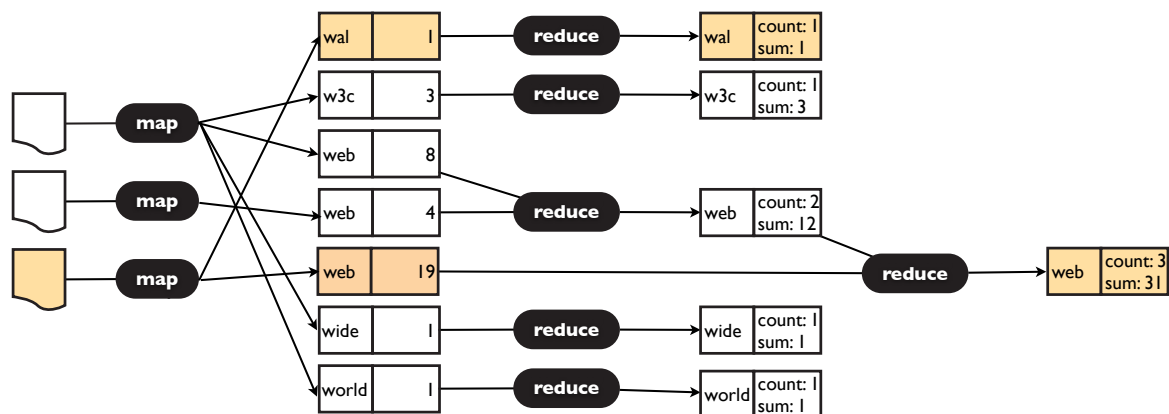 wal 1 reduce wal count: 1
sum: 1
w3c 3 reduce w3c count: 1
sum: 3
map
web 8
map
web 4 reduce web count: 2
sum: 12
map
web 19 reduce web count: 3
sum: 31
wide 1 reduce wide count: 1
sum: 1
world 1 reduce world count: 1
sum: 1